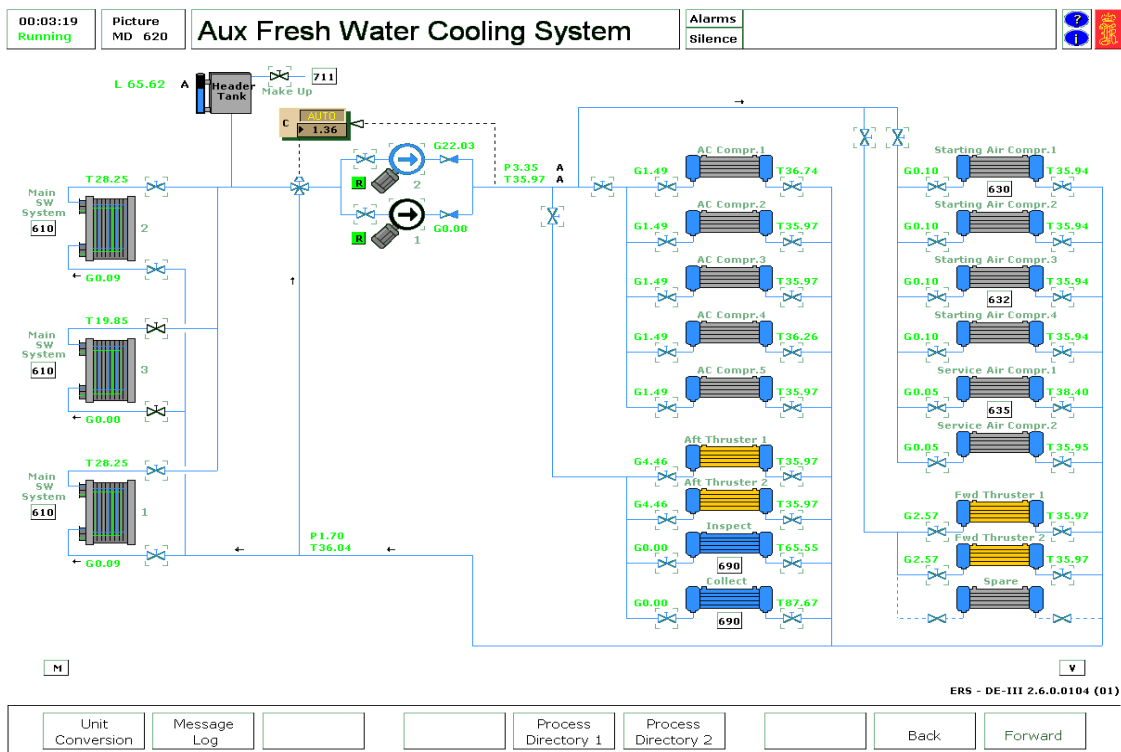 00:03:19
Running
Picture
MD 620
Aux Fresh Water Cooling System
Alarms
Silence
?
i
L 65.62
A
Header
Tank
711
Make Up
C
AUTO
1.36
G22.03
R
2
R
1
G0.00
P3.35 A
T35.97 A
Main
SW
System
610
T28.25
2
G0.09
Main
SW
System
610
T19.85
3
G0.00
Main
SW
System
610
T28.25
1
G0.09
P1.70
T36.04
AC Compr.1
G1.49
T36.74
AC Compr.2
G1.49
T35.97
AC Compr.3
G1.49
T35.97
AC Compr.4
G1.49
T36.26
AC Compr.5
G1.49
T35.97
Aft Thruster 1
G4.46
T35.97
Aft Thruster 2
G4.46
T35.97
Inspect
G0.00
T65.55
690
Collect
G0.00
T87.67
690
Starting Air Compr.1
G0.10
T35.94
630
Starting Air Compr.2
G0.10
T35.94
Starting Air Compr.3
G0.10
T35.94
632
Starting Air Compr.4
G0.10
T35.94
Service Air Compr.1
G0.05
T38.40
635
Service Air Compr.2
G0.05
T35.95
Fwd Thruster 1
G2.57
T35.97
Fwd Thruster 2
G2.57
T35.97
Spare
M
V
ERS - DE-III 2.6.0.0104 (01)
Unit
Conversion
Message
Log
Process
Directory 1
Process
Directory 2
Back
Forward